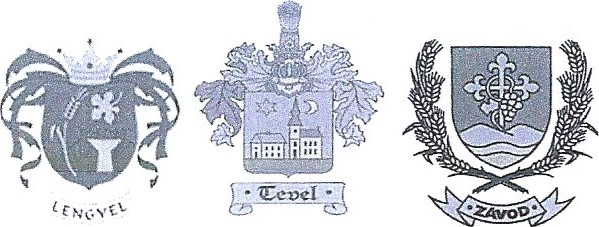 LENGYEL
· Tevel ·
· ZÁVOD ·